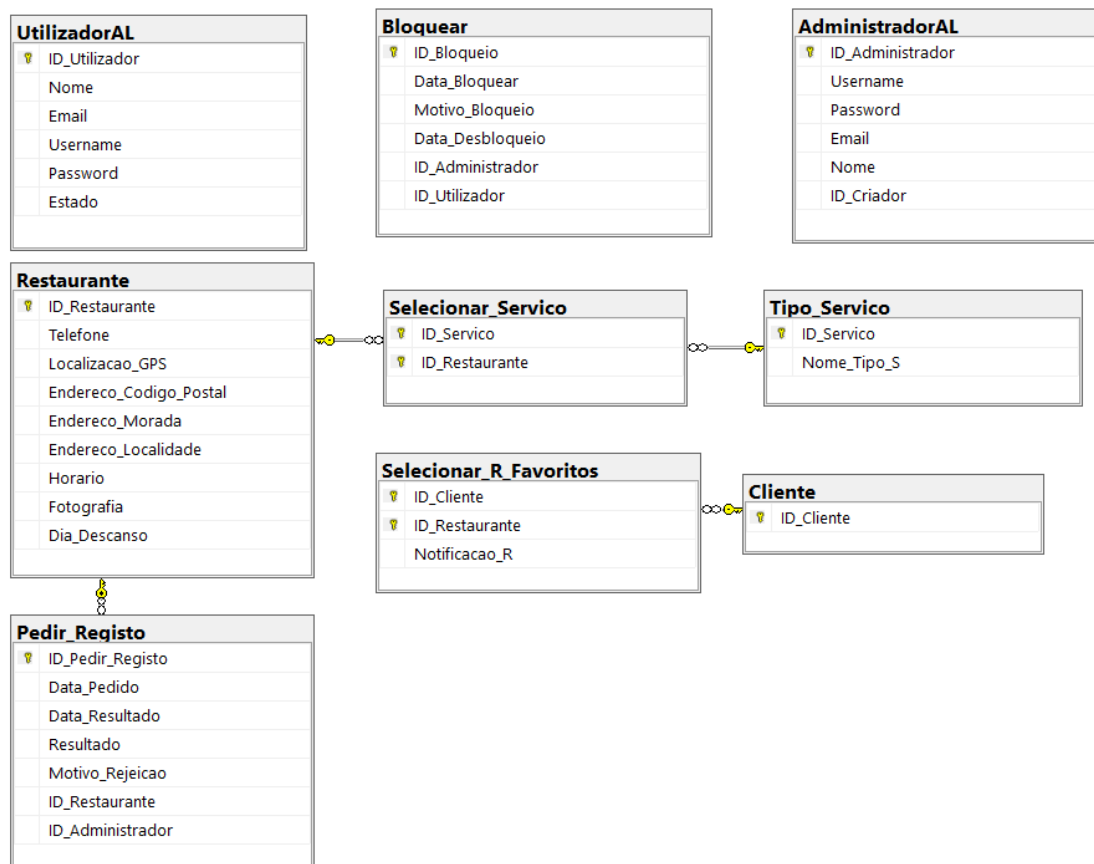 UtilizadorAL
ID_Utilizador
Nome
Email
Username
Password
Estado
Bloquear
ID_Bloqueio
Data_Bloquear
Motivo_Bloqueio
Data_Desbloqueio
ID_Administrador
ID_Utilizador
AdministradorAL
ID_Administrador
Username
Password
Email
Nome
ID_Criador
Restaurante
ID_Restaurante
Telefone
Localizacao_GPS
Endereco_Codigo_Postal
Endereco_Morada
Endereco_Localidade
Horario
Fotografia
Dia_Descanso
Selecionar_Servico
ID_Servico
ID_Restaurante
Tipo_Servico
ID_Servico
Nome_Tipo_S
Selecionar_R_Favoritos
ID_Cliente
ID_Restaurante
Notificacao_R
Cliente
ID_Cliente
Pedir_Registo
ID_Pedir_Registo
Data_Pedido
Data_Resultado
Resultado
Motivo_Rejeicao
ID_Restaurante
ID_Administrador